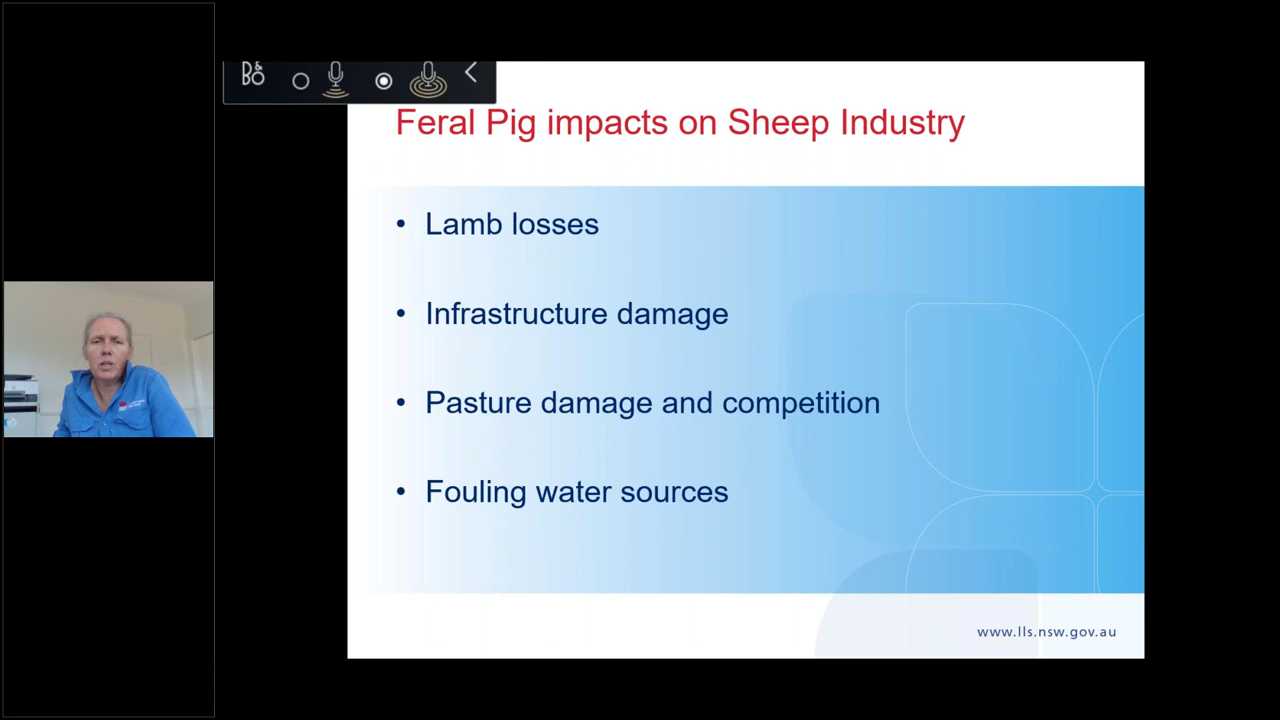 B&
BO
Feral Pig impacts on Sheep Industry
• Lamb losses
• Infrastructure damage
• Pasture damage and competition
• Fouling water sources
www.lls.nsw.gov.au